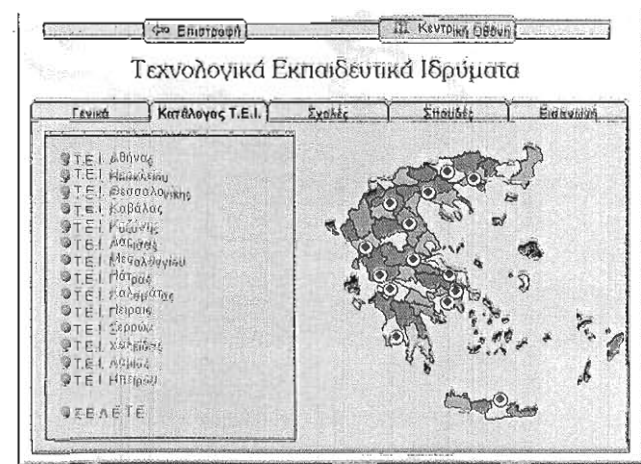 Επιστροφή Κεντρική Οθόνη
Τεχνολογικά Εκπαιδευτικά Ιδρύματα
Γενικά Κατάλογος Τ.Ε.Ι. Σχολές Σπουδές Εισαγωγή
Τ.Ε.Ι. Αθήνας
Τ.Ε.Ι. Ηρακλείου
Τ.Ε.Ι. Θεσσαλονίκης
Τ.Ε.Ι. Καβάλας
Τ.Ε.Ι. Κοζάνης
Τ.Ε.Ι. Λάρισας
Τ.Ε.Ι. Μεσολογγίου
Τ.Ε.Ι. Πάτρας
Τ.Ε.Ι. Καλαμάτας
Τ.Ε.Ι. Πειραιά
Τ.Ε.Ι. Σερρών
Τ.Ε.Ι. Χαλκίδας
Τ.Ε.Ι. Λαμίας
Τ.Ε.Ι. Ηπείρου
ΣΕΛΕΤΕ